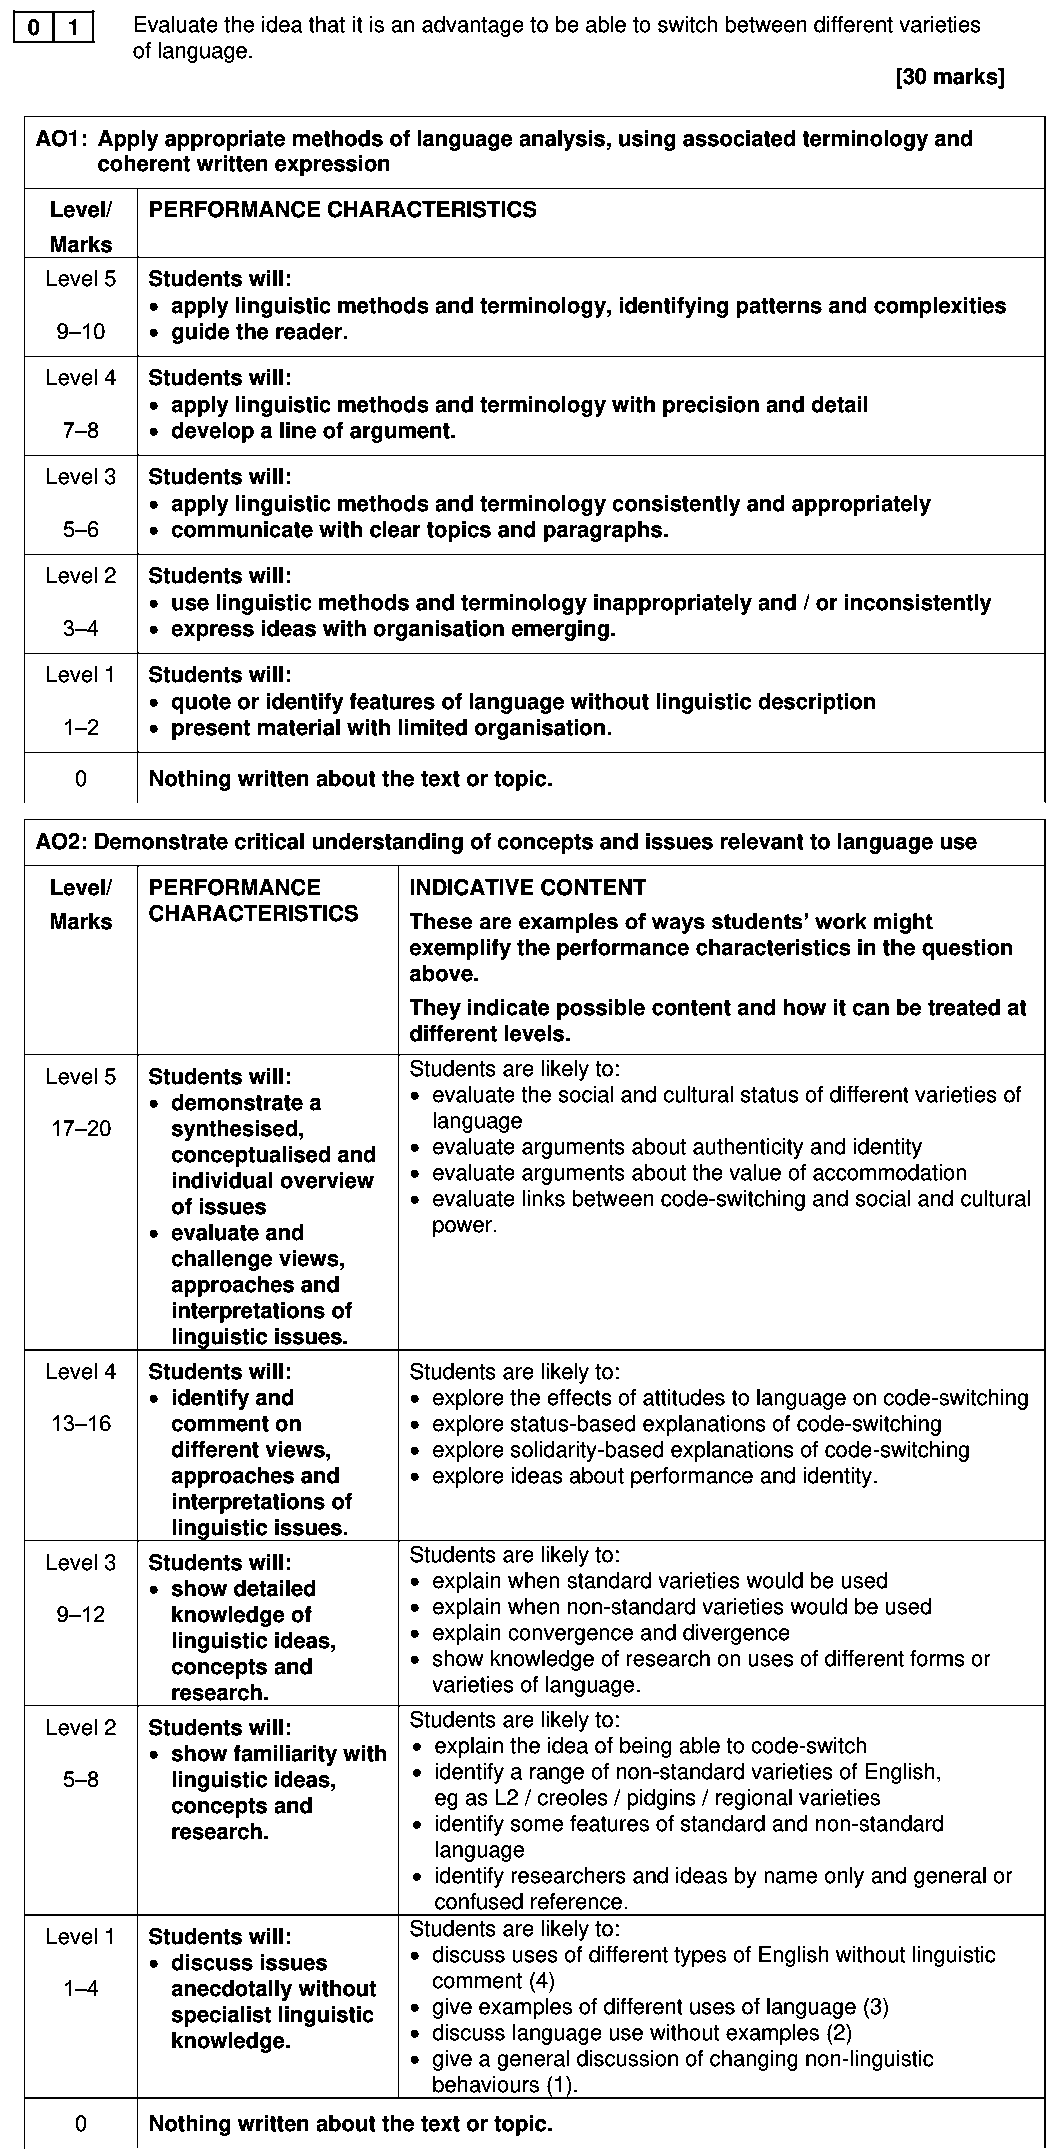 0 1 Evaluate the idea that it is an advantage to be able to switch between different varieties
of language.
[30 marks]
AO1: Apply appropriate methods of language analysis, using associated terminology and
coherent written expression
Level/
Marks
PERFORMANCE CHARACTERISTICS
Level 5
9–10
Students will:
• apply linguistic methods and terminology, identifying patterns and complexities
• guide the reader.
Level 4
7–8
Students will:
• apply linguistic methods and terminology with precision and detail
• develop a line of argument.
Level 3
5–6
Students will:
• apply linguistic methods and terminology consistently and appropriately
• communicate with clear topics and paragraphs.
Level 2
3–4
Students will:
• use linguistic methods and terminology inappropriately and / or inconsistently
• express ideas with organisation emerging.
Level 1
1–2
Students will:
• quote or identify features of language without linguistic description
• present material with limited organisation.
0
Nothing written about the text or topic.
AO2: Demonstrate critical understanding of concepts and issues relevant to language use
Level/
Marks
PERFORMANCE
CHARACTERISTICS
INDICATIVE CONTENT
These are examples of ways students' work might
exemplify the performance characteristics in the question
above.
They indicate possible content and how it can be treated at
different levels.
Level 5
17–20
Students will:
• demonstrate a
synthesised,
conceptualised and
individual overview
of issues
• evaluate and
challenge views,
approaches and
interpretations of
linguistic issues.
Students are likely to:
• evaluate the social and cultural status of different varieties of
language
• evaluate arguments about authenticity and identity
• evaluate arguments about the value of accommodation
• evaluate links between code-switching and social and cultural
power.
Level 4
13–16
Students will:
• identify and
comment on
different views,
approaches and
interpretations of
linguistic issues.
Students are likely to:
• explore the effects of attitudes to language on code-switching
• explore status-based explanations of code-switching
• explore solidarity-based explanations of code-switching
• explore ideas about performance and identity.
Level 3
9–12
Students will:
• show detailed
knowledge of
linguistic ideas,
concepts and
research.
Students are likely to:
• explain when standard varieties would be used
• explain when non-standard varieties would be used
• explain convergence and divergence
• show knowledge of research on uses of different forms or
varieties of language.
Level 2
5–8
Students will:
• show familiarity with
linguistic ideas,
concepts and
research.
Students are likely to:
• explain the idea of being able to code-switch
• identify a range of non-standard varieties of English,
eg as L2 / creoles / pidgins / regional varieties
• identify some features of standard and non-standard
language
• identify researchers and ideas by name only and general or
confused reference.
Level 1
1–4
Students will:
• discuss issues
anecdotally without
specialist linguistic
knowledge.
Students are likely to:
• discuss uses of different types of English without linguistic
comment (4)
• give examples of different uses of language (3)
• discuss language use without examples (2)
• give a general discussion of changing non-linguistic
behaviours (1).
0
Nothing written about the text or topic.